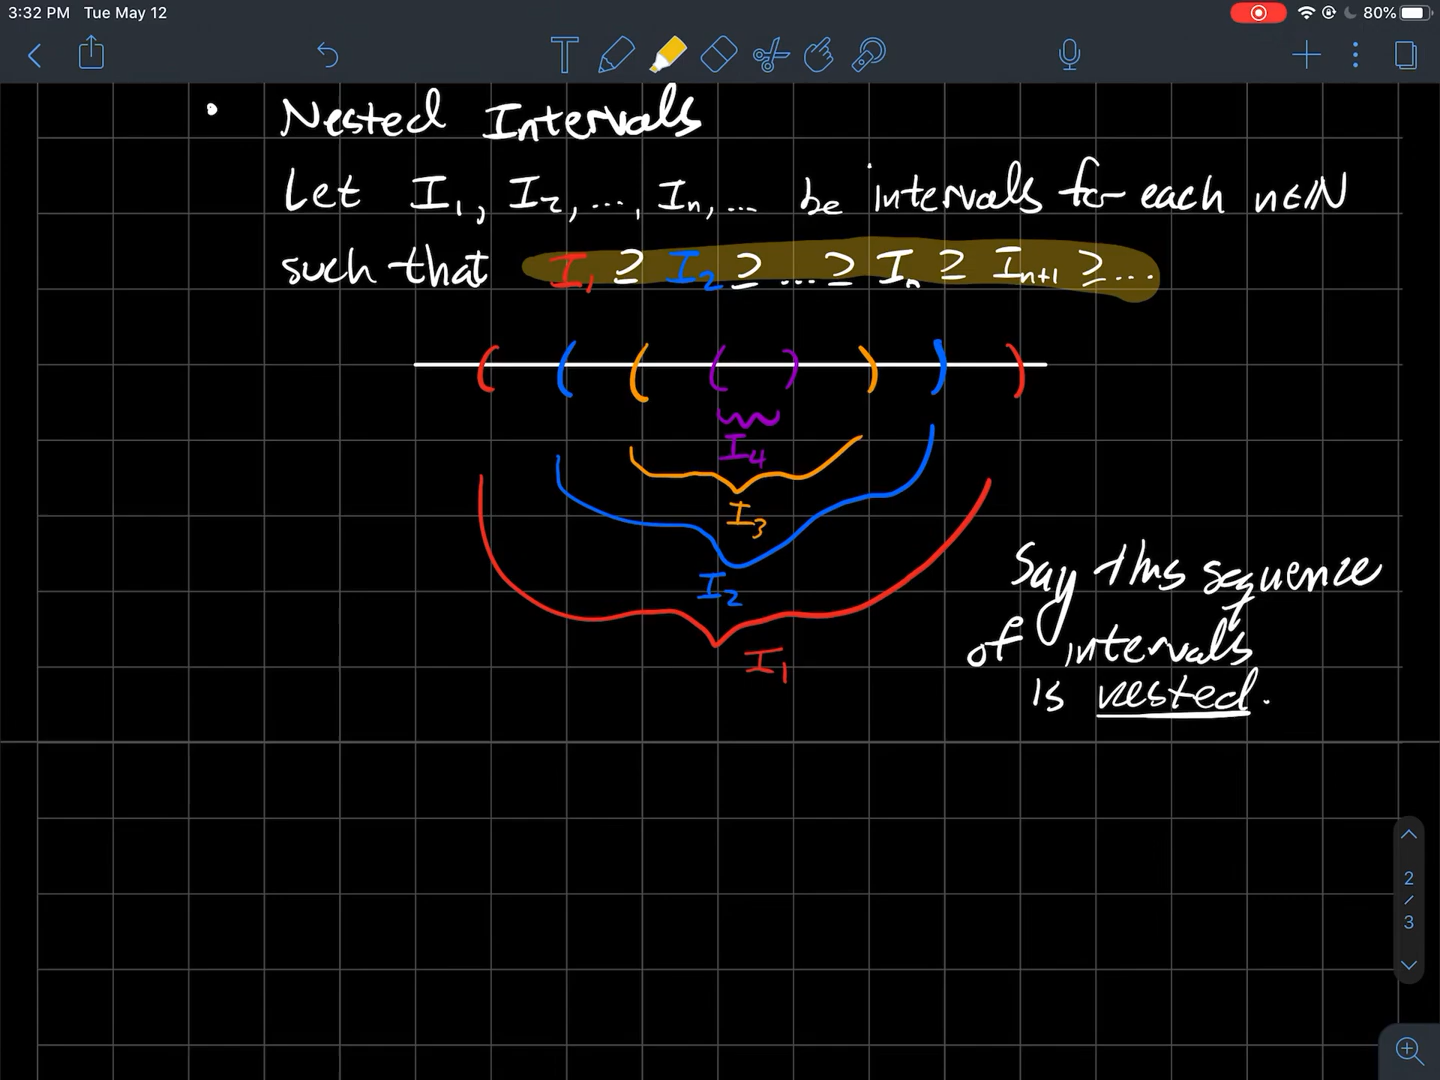 3:32 PM Tue May 12
80%
• Nested Intervals
Let I₁, I₂, ..., Iₙ, ... be intervals for each n∈ℕ
such that I₁ ⊇ I₂ ⊇ ... ⊇ Iₙ ⊇ Iₙ₊₁ ⊇ ...
( ( ( ( ) ) ) )
I₄
I₃
I₂
I₁
Say this sequence
of intervals
is nested.
2
/
3